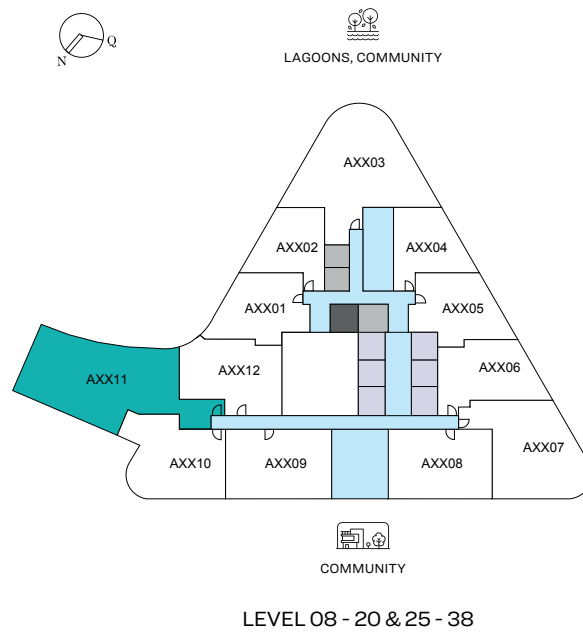 N
Q
LAGOONS, COMMUNITY
AXX03
AXX02
AXX04
AXX01
AXX05
AXX11
AXX12
AXX06
AXX10
AXX09
AXX08
AXX07
COMMUNITY
LEVEL 08 - 20 & 25 - 38